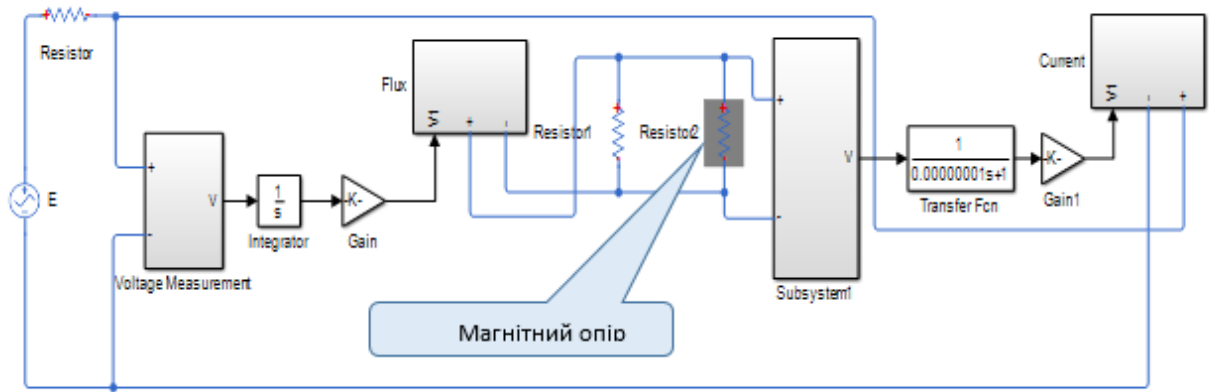 Resistor
E
+
-
V
Voltage Measurement
1
s
Integrator
-K-
Gain
Flux
+
-
Resistor1
Resistor2
+
-
V
Subsystem1
1
0.00000001s+1
Transfer Fcn
-K-
Gain1
Current
-
+
Магнітний опір